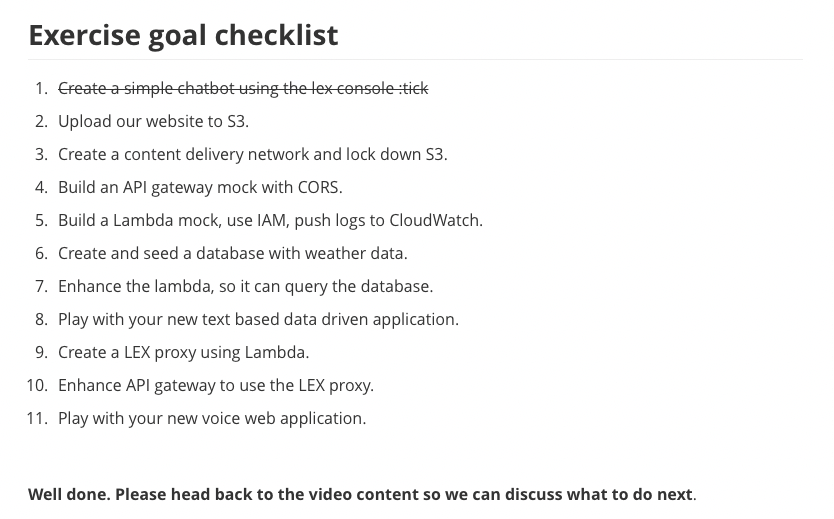 Exercise goal checklist
1. Create a simple chatbot using the lex console :tick
2. Upload our website to S3.
3. Create a content delivery network and lock down S3.
4. Build an API gateway mock with CORS.
5. Build a Lambda mock, use IAM, push logs to CloudWatch.
6. Create and seed a database with weather data.
7. Enhance the lambda, so it can query the database.
8. Play with your new text based data driven application.
9. Create a LEX proxy using Lambda.
10. Enhance API gateway to use the LEX proxy.
11. Play with your new voice web application.
Well done. Please head back to the video content so we can discuss what to do next.